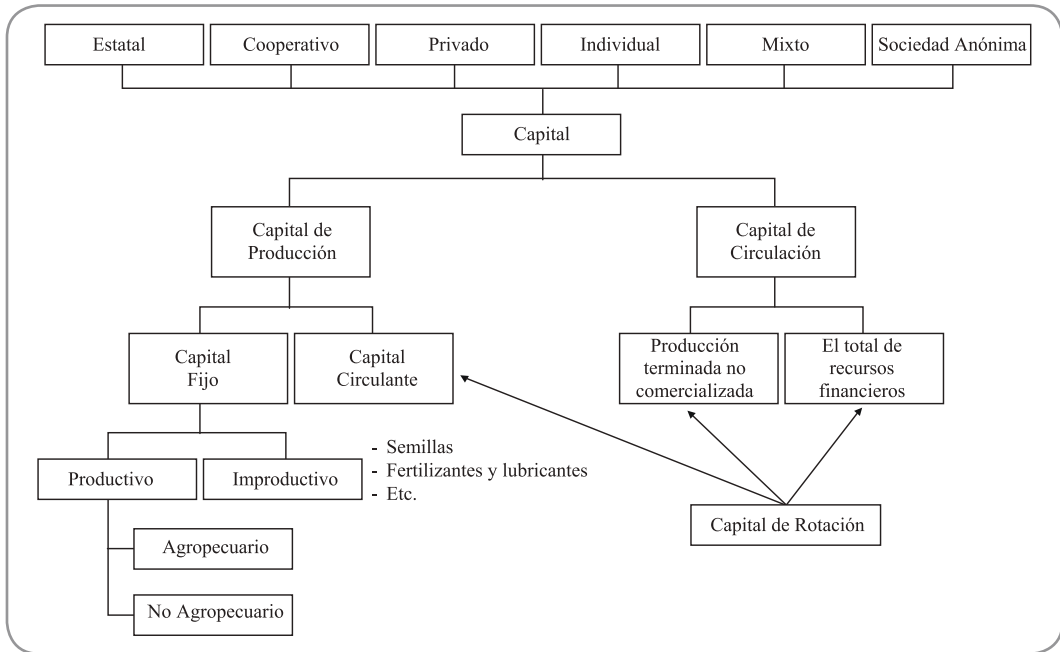 Estatal
Cooperativo
Privado
Individual
Mixto
Sociedad Anónima
Capital
Capital de
Producción
Capital de
Circulación
Capital
Fijo
Capital
Circulante
Producción
terminada no
comercializada
El total de
recursos
financieros
Productivo
Improductivo
- Semillas
- Fertilizantes y lubricantes
- Etc.
Capital de Rotación
Agropecuario
No Agropecuario